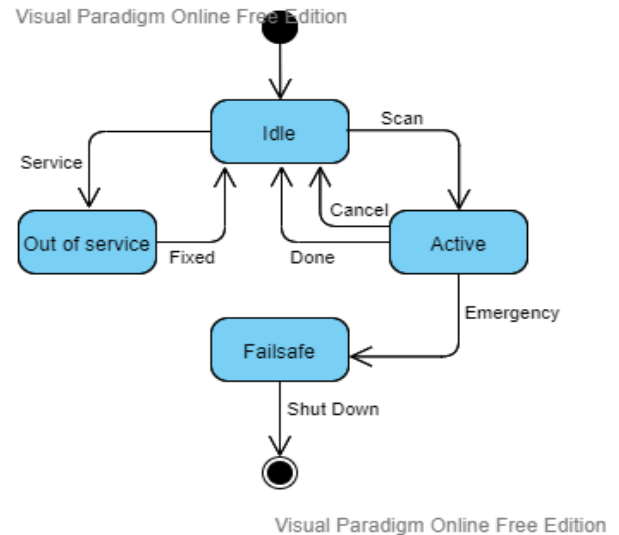 Visual Paradigm Online Free Edition
Idle
Scan
Service
Cancel
Out of service
Fixed
Done
Active
Emergency
Failsafe
Shut Down
Visual Paradigm Online Free Edition